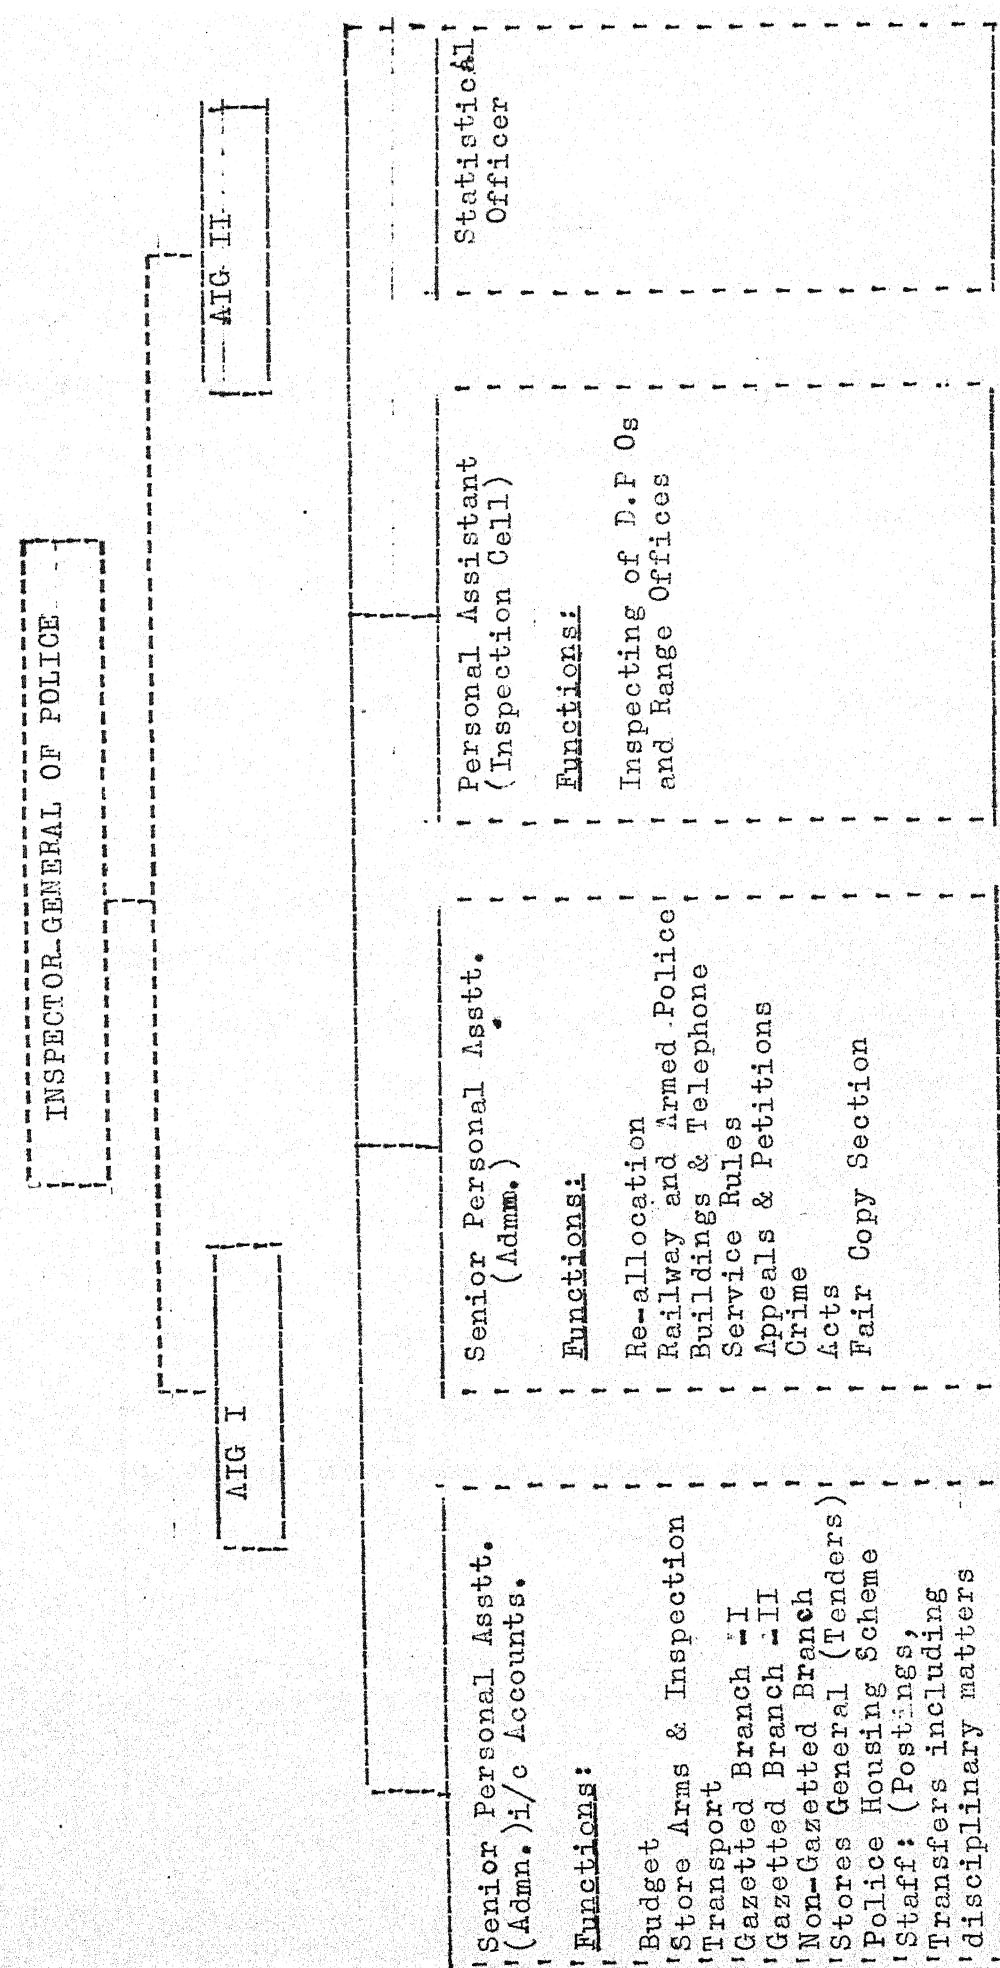 INSPECTOR GENERAL OF POLICE
AIG I
AIG II
Senior Personal Asstt.
(Admn.)i/c Accounts.
Functions:
Budget
Store Arms & Inspection
Transport
Gazetted Branch -I
Gazetted Branch -II
Non-Gazetted Branch
Stores General (Tenders)
Police Housing Scheme
Staff: (Postings,
Transfers including
disciplinary matters
Senior Personal Asstt.
(Admm.)
Functions:
Re-allocation
Railway and Armed Police
Buildings & Telephone
Service Rules
Appeals & Petitions
Crime
Acts
Fair Copy Section
Personal Assistant
(Inspection Cell)
Functions:
Inspecting of D.P Os
and Range Offices
Statistical
Officer